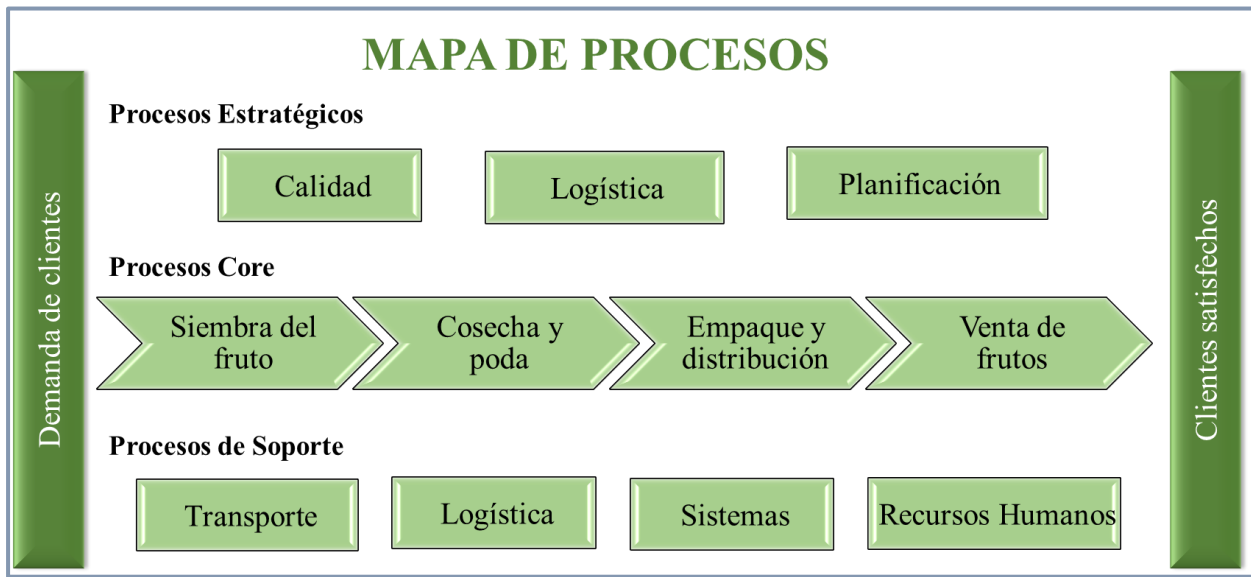 MAPA DE PROCESOS
Demanda de clientes
Procesos Estratégicos
Calidad
Logística
Planificación
Procesos Core
Siembra del
fruto
Cosecha y
poda
Empaque y
distribución
Venta de
frutos
Procesos de Soporte
Transporte
Logística
Sistemas
Recursos Humanos
Clientes satisfechos